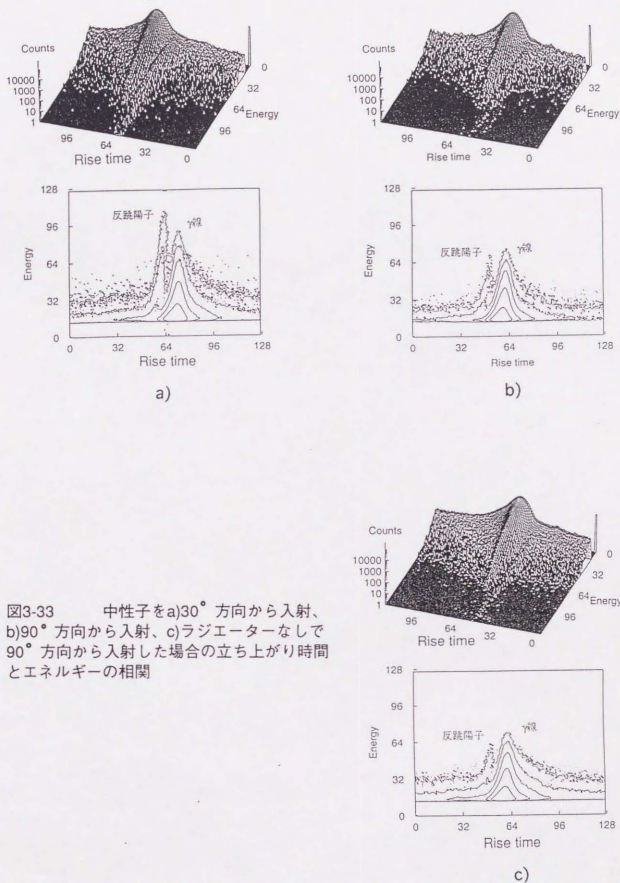 Counts
10000
1000
100
10
1
96
64
32
0
Rise time
0
32
64
96
Energy
128
96
64
32
0
Energy
反跳陽子
γ線
0
32
64
96
128
Rise time
a)
Counts
10000
1000
100
10
1
96
64
32
0
Rise time
0
32
64
96
Energy
128
96
64
32
0
Energy
反跳陽子
γ線
0
32
64
96
128
Rise time
b)
図3-33 中性子をa)30°方向から入射、
b)90°方向から入射、c)ラジエーターなしで
90°方向から入射した場合の立ち上がり時間
とエネルギーの相関
Counts
10000
1000
100
10
1
96
64
32
0
Rise time
0
32
64
96
Energy
128
96
64
32
0
Energy
反跳陽子
γ線
0
32
64
96
128
Rise time
c)